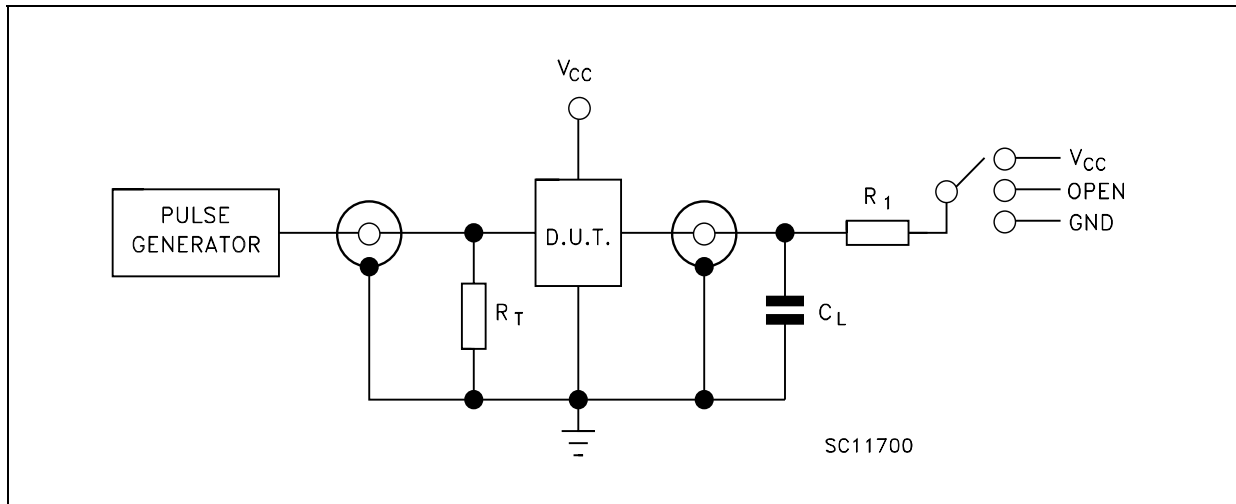 VCC
PULSE
GENERATOR
RT
D.U.T.
CL
R1
VCC
OPEN
GND
SC11700